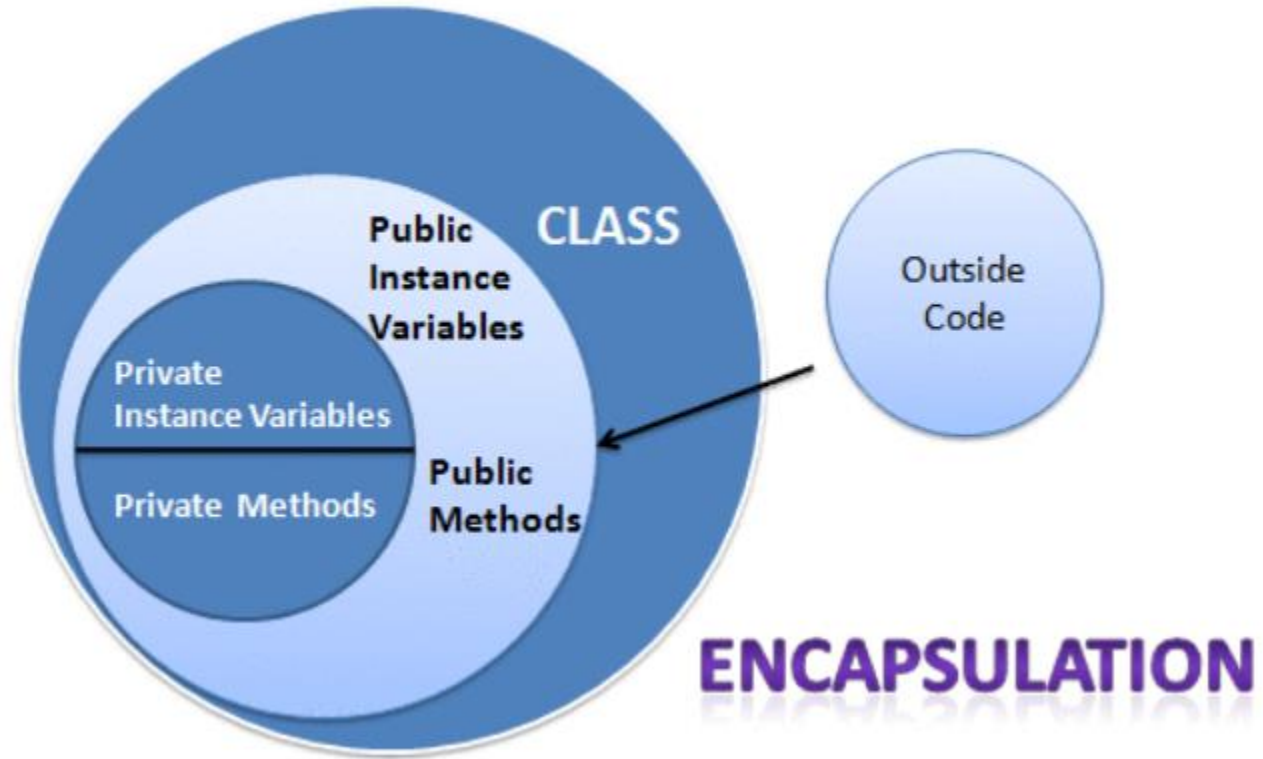 CLASS
Public
Instance
Variables
Private
Instance Variables
Private Methods
Public
Methods
Outside
Code
ENCAPSULATION